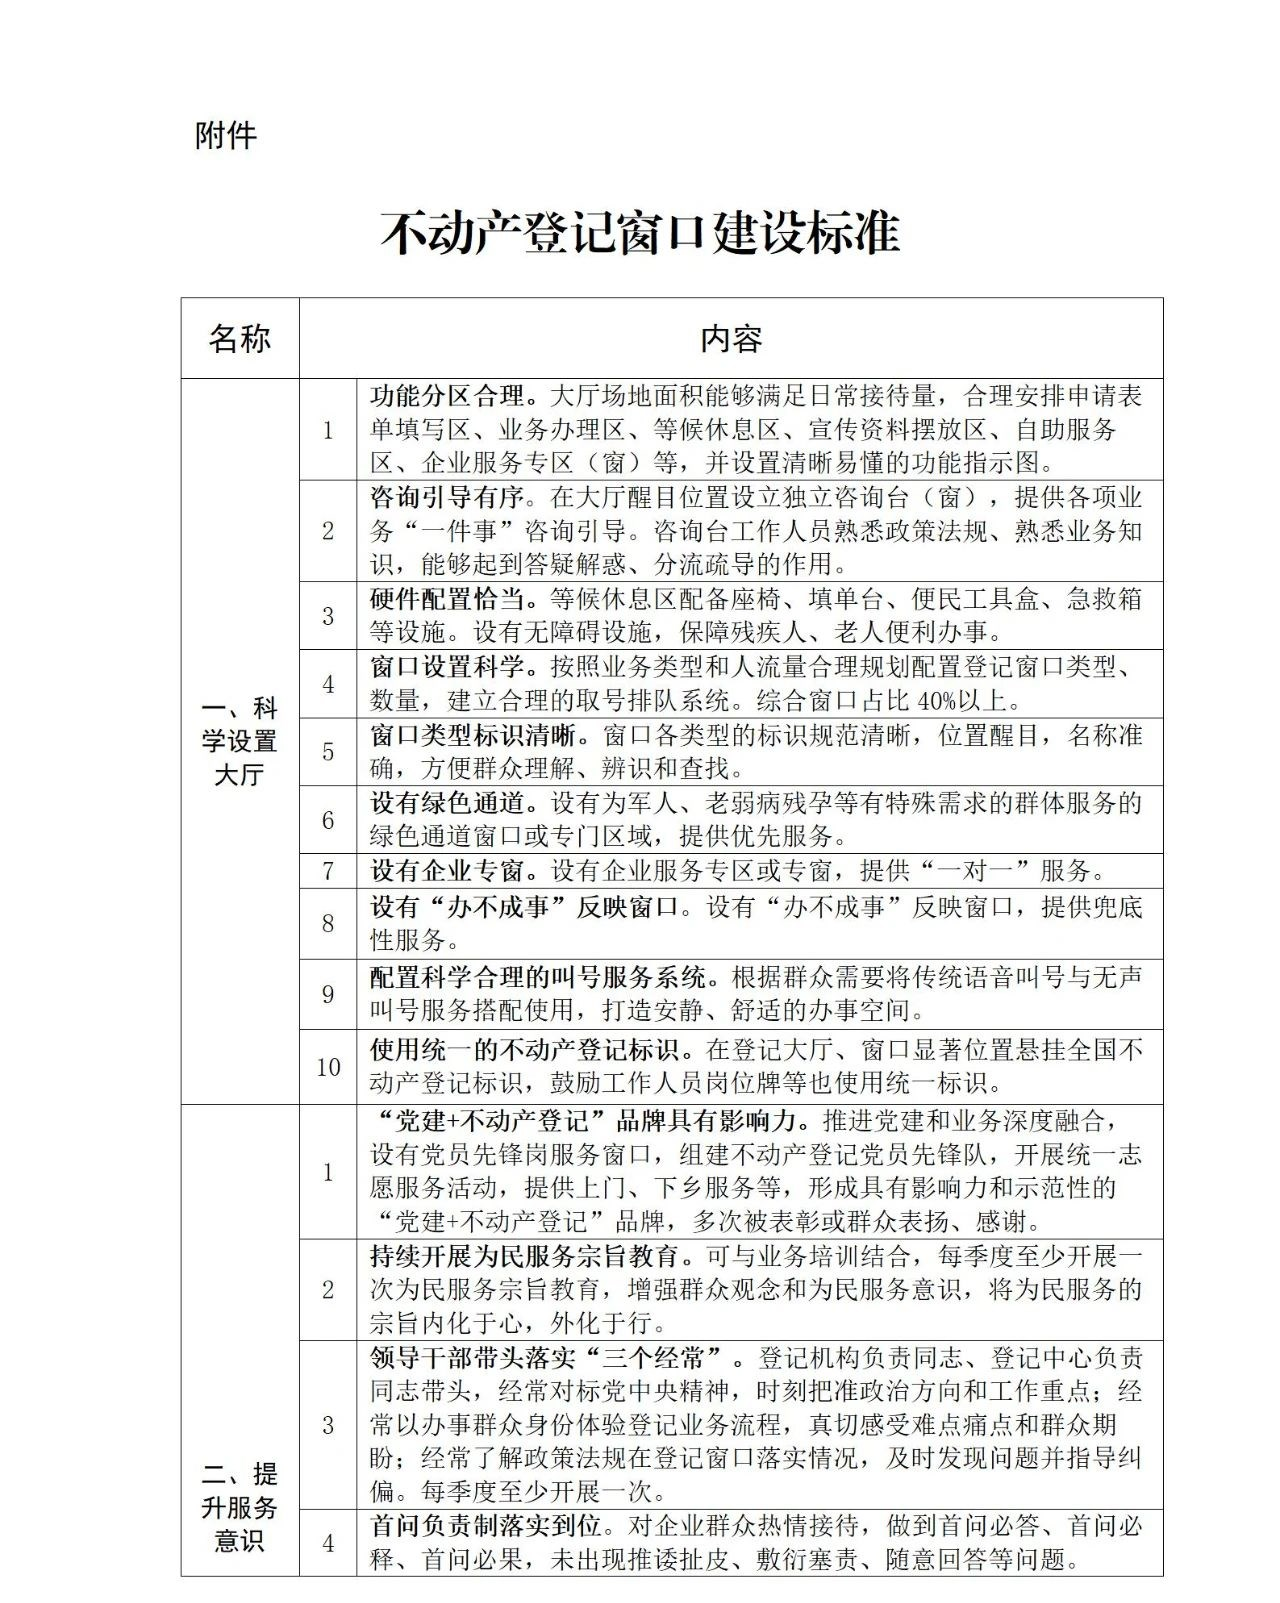 附件
不动产登记窗口建设标准
名称
内容
一、科
学设置
大厅
1
功能分区合理。大厅场地面积能够满足日常接待量，合理安排申请表
单填写区、业务办理区、等候休息区、宣传资料摆放区、自助服务
区、企业服务专区（窗）等，并设置清晰易懂的功能指示图。
2
咨询引导有序。在大厅醒目位置设立独立咨询台（窗），提供各项业
务“一件事”咨询引导。咨询台工作人员熟悉政策法规、熟悉业务知
识，能够起到答疑解惑、分流疏导的作用。
3
硬件配置恰当。等候休息区配备座椅、填单台、便民工具盒、急救箱
等设施。设有无障碍设施，保障残疾人、老人便利办事。
4
窗口设置科学。按照业务类型和人流量合理规划配置登记窗口类型、
数量，建立合理的取号排队系统。综合窗口占比 40%以上。
5
窗口类型标识清晰。窗口各类型的标识规范清晰，位置醒目，名称准
确，方便群众理解、辨识和查找。
6
设有绿色通道。设有为军人、老弱病残孕等有特殊需求的群体服务的
绿色通道窗口或专门区域，提供优先服务。
7
设有企业专窗。设有企业服务专区或专窗，提供“一对一”服务。
8
设有“办不成事”反映窗口。设有“办不成事”反映窗口，提供兜底
性服务。
9
配置科学合理的叫号服务系统。根据群众需要将传统语音叫号与无声
叫号服务搭配使用，打造安静、舒适的办事空间。
10
使用统一的不动产登记标识。在登记大厅、窗口显著位置悬挂全国不
动产登记标识，鼓励工作人员岗位牌等也使用统一标识。
二、提
升服务
意识
1
“党建+不动产登记”品牌具有影响力。推进党建和业务深度融合，
设有党员先锋岗服务窗口，组建不动产登记党员先锋队，开展统一志
愿服务活动，提供上门、下乡服务等，形成具有影响力和示范性的
“党建+不动产登记”品牌，多次被表彰或群众表扬、感谢。
2
持续开展为民服务宗旨教育。可与业务培训结合，每季度至少开展一
次为民服务宗旨教育，增强群众观念和为民服务意识，将为民服务的
宗旨内化于心，外化于行。
3
领导干部带头落实“三个经常”。登记机构负责同志、登记中心负责
同志带头，经常对标党中央精神，时刻把准政治方向和工作重点；经
常以办事群众身份体验登记业务流程，真切感受难点痛点和群众期
盼；经常了解政策法规在登记窗口落实情况，及时发现问题并指导纠
偏。每季度至少开展一次。
4
首问负责制落实到位。对企业群众热情接待，做到首问必答、首问必
释、首问必果，未出现推诿扯皮、敷衍塞责、随意回答等问题。